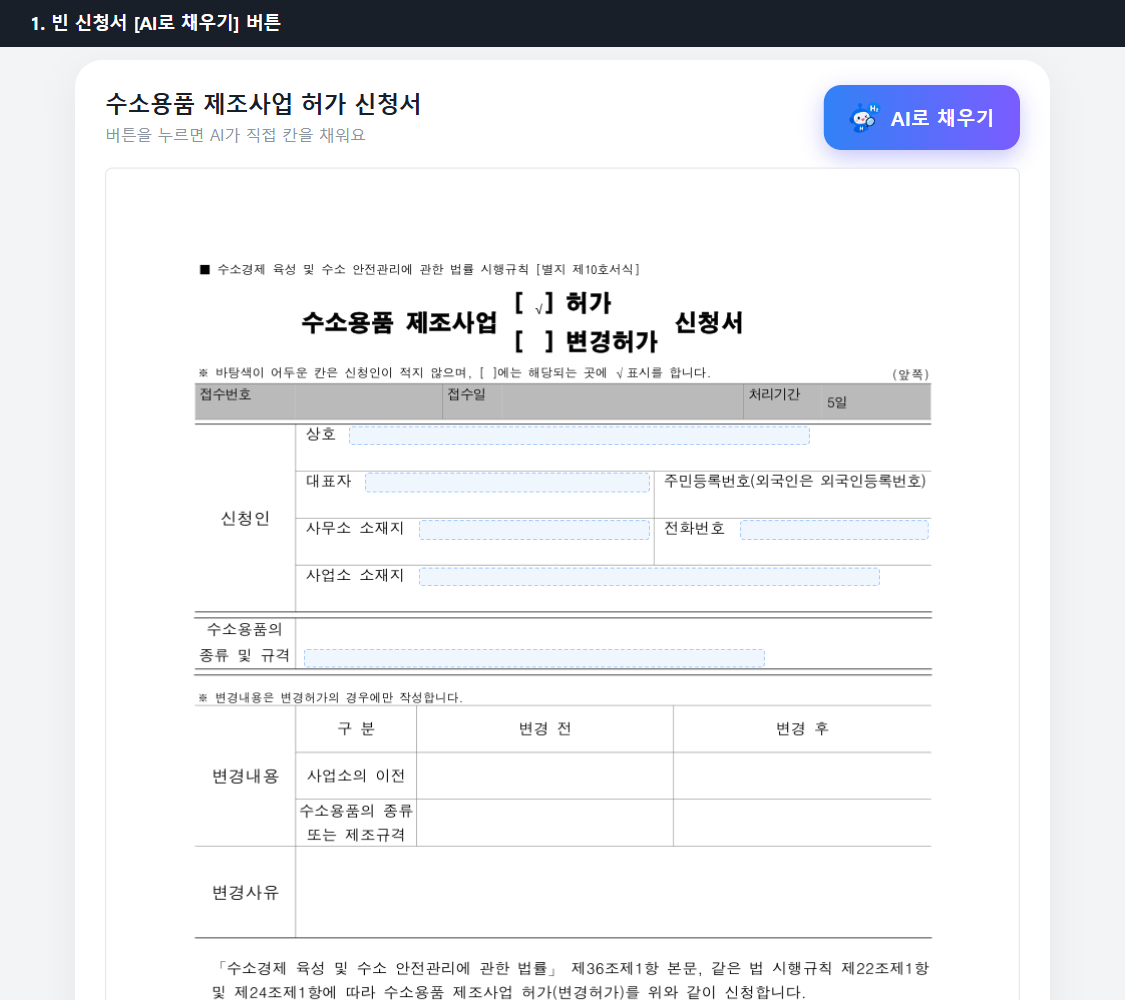 1. 빈 신청서 [AI로 채우기] 버튼
수소용품 제조사업 허가 신청서
버튼을 누르면 AI가 직접 칸을 채워요
H₂
H
AI로 채우기
■ 수소경제 육성 및 수소 안전관리에 관한 법률 시행규칙 [별지 제10호서식]
수소용품 제조사업 [ √ ] 허가 신청서
[ ] 변경허가
※ 바탕색이 어두운 칸은 신청인이 적지 않으며, [ ]에는 해당되는 곳에 √ 표시를 합니다. (앞쪽)
접수번호 접수일 처리기간 5일
신청인
상호
대표자 주민등록번호(외국인은 외국인등록번호)
사무소 소재지 전화번호
사업소 소재지
수소용품의
종류 및 규격
※ 변경내용은 변경허가의 경우에만 작성합니다.
변경내용
구 분 변경 전 변경 후
사업소의 이전
수소용품의 종류
또는 제조규격
변경사유
「수소경제 육성 및 수소 안전관리에 관한 법률」 제36조제1항 본문, 같은 법 시행규칙 제22조제1항
및 제24조제1항에 따라 수소용품 제조사업 허가(변경허가)를 위와 같이 신청합니다.